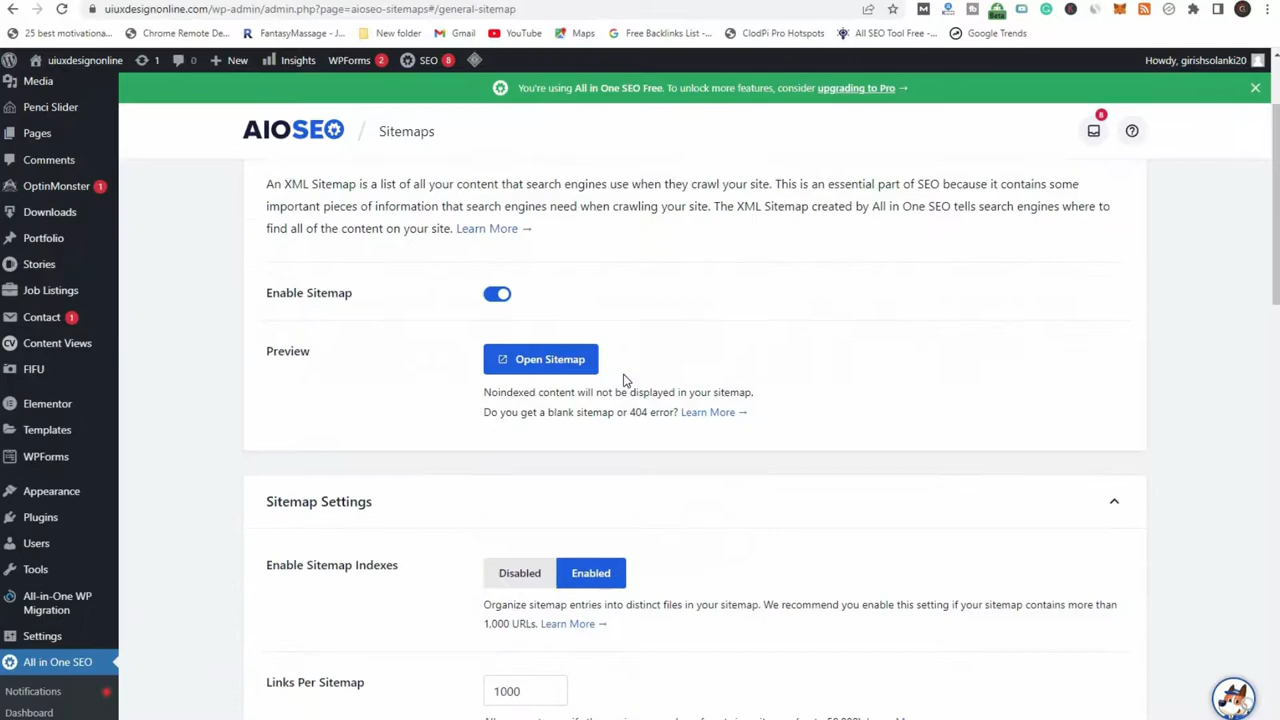 uiuxdesignonline.com/wp-admin/admin.php?page=aioseo-sitemaps#/general-sitemap
25 best motivationa... Chrome Remote De... FantasyMassage - J... New folder Gmail YouTube Maps Free Backlinks List -... ClodPi Pro Hotspots All SEO Tool Free -... Google Trends
uiuxdesignonline 1 0 New Insights WPForms 2 SEO 8 Howdy, girishsolanki20
You're using All in One SEO Free. To unlock more features, consider upgrading to Pro →
AIOSEO / Sitemaps 8
Media
Penci Slider
Pages
Comments
OptinMonster 1
Downloads
Portfolio
Stories
Job Listings
Contact 1
Content Views
FIFU
Elementor
Templates
WPForms
Appearance
Plugins
Users
Tools
All-in-One WP
Migration
Settings
All in One SEO
Notifications
Dashboard
An XML Sitemap is a list of all your content that search engines use when they crawl your site. This is an essential part of SEO because it contains some
important pieces of information that search engines need when crawling your site. The XML Sitemap created by All in One SEO tells search engines where to
find all of the content on your site. Learn More →
Enable Sitemap
Preview Open Sitemap
Noindexed content will not be displayed in your sitemap.
Do you get a blank sitemap or 404 error? Learn More →
Sitemap Settings
Enable Sitemap Indexes Disabled Enabled
Organize sitemap entries into distinct files in your sitemap. We recommend you enable this setting if your sitemap contains more than
1,000 URLs. Learn More →
Links Per Sitemap 1000